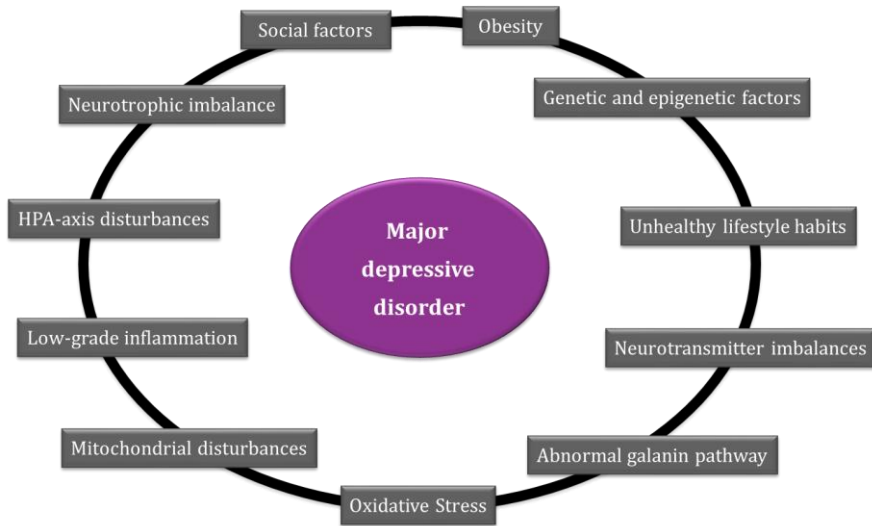 Social factors
Obesity
Neurotrophic imbalance
Genetic and epigenetic factors
HPA-axis disturbances
Unhealthy lifestyle habits
Major
depressive
disorder
Low-grade inflammation
Neurotransmitter imbalances
Mitochondrial disturbances
Abnormal galanin pathway
Oxidative Stress